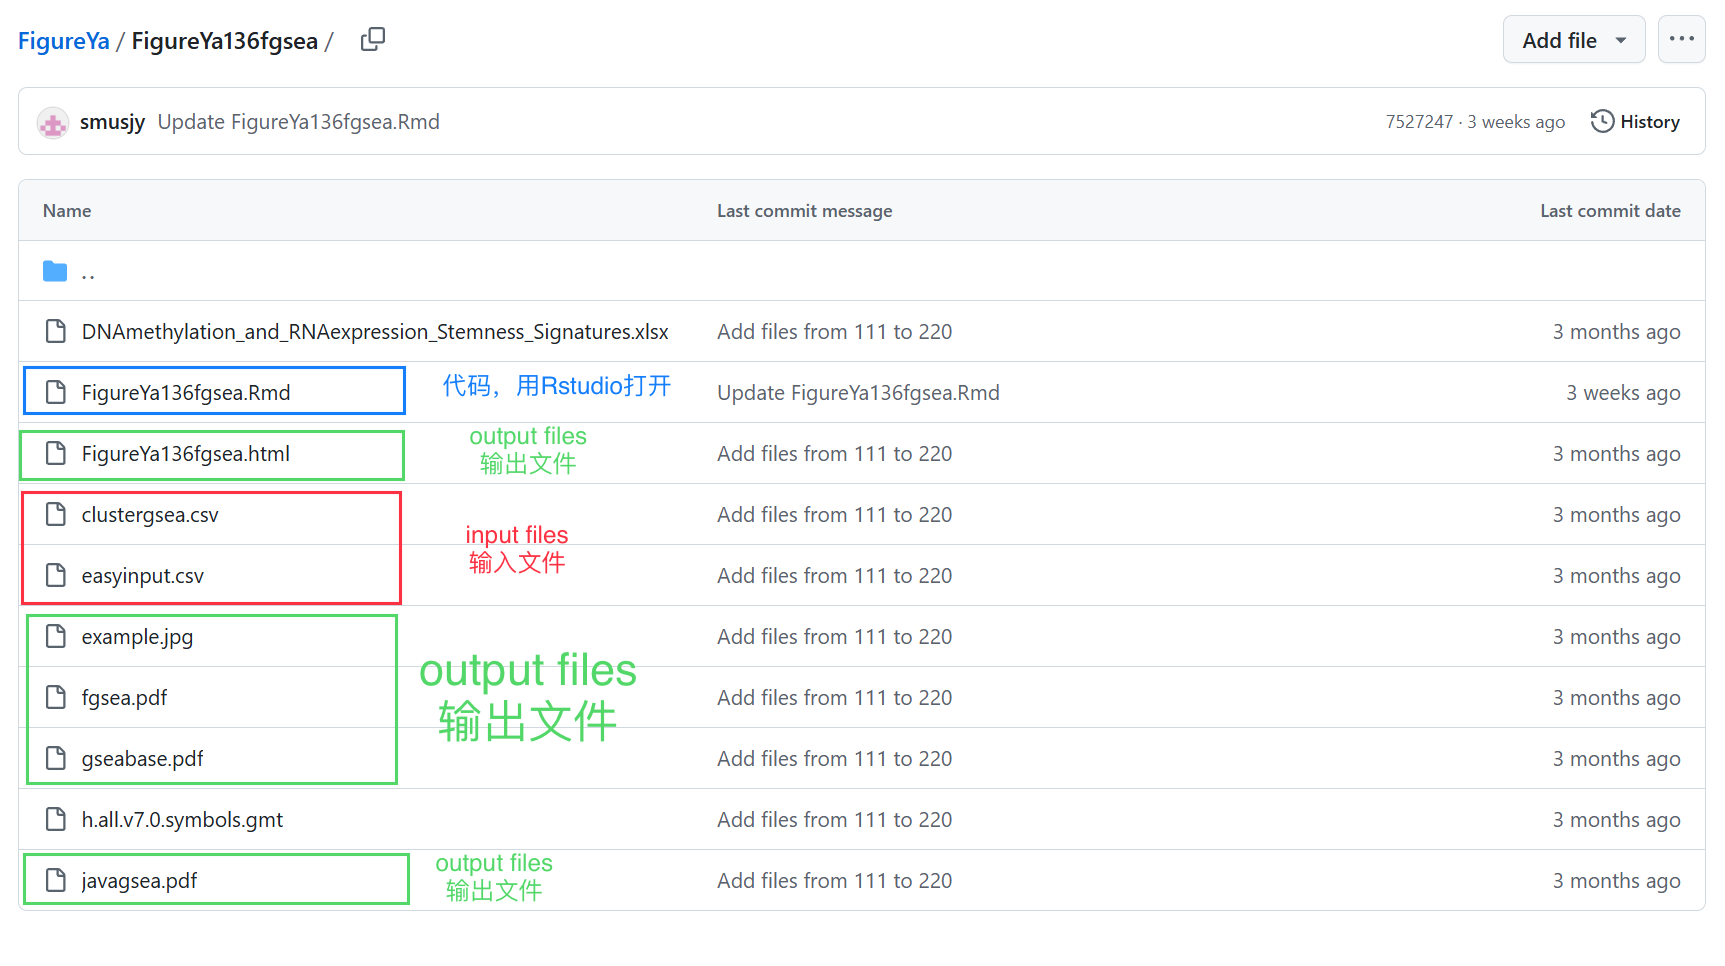 FigureYa / FigureYa136fgsea /
Add file
smusjy Update FigureYa136fgsea.Rmd
7527247 · 3 weeks ago
History
Name
Last commit message
Last commit date
..
DNAmethylation_and_RNAexpression_Stemness_Signatures.xlsx
Add files from 111 to 220
3 months ago
FigureYa136fgsea.Rmd
代码，用Rstudio打开
Update FigureYa136fgsea.Rmd
3 weeks ago
FigureYa136fgsea.html
output files
输出文件
Add files from 111 to 220
3 months ago
clustergsea.csv
Add files from 111 to 220
3 months ago
input files
输入文件
easyinput.csv
Add files from 111 to 220
3 months ago
example.jpg
Add files from 111 to 220
3 months ago
output files
输出文件
fgsea.pdf
Add files from 111 to 220
3 months ago
gseabase.pdf
Add files from 111 to 220
3 months ago
h.all.v7.0.symbols.gmt
Add files from 111 to 220
3 months ago
javagsea.pdf
output files
输出文件
Add files from 111 to 220
3 months ago